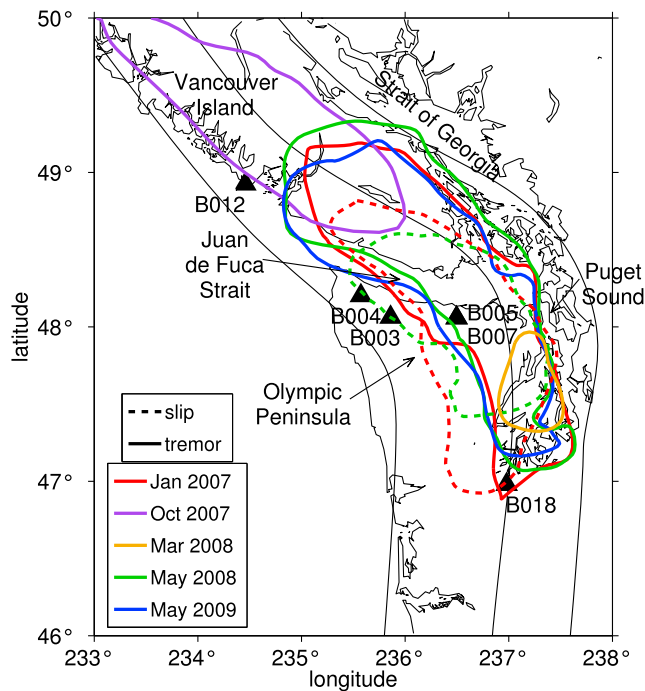 50°
49°
48°
47°
46°
latitude
Vancouver
Island
Strait of Georgia
B012
Juan
de Fuca
Strait
Puget
Sound
B004
B003
B005
B007
Olympic
Peninsula
B018
slip
tremor
Jan 2007
Oct 2007
Mar 2008
May 2008
May 2009
233°
234°
235°
236°
237°
238°
longitude